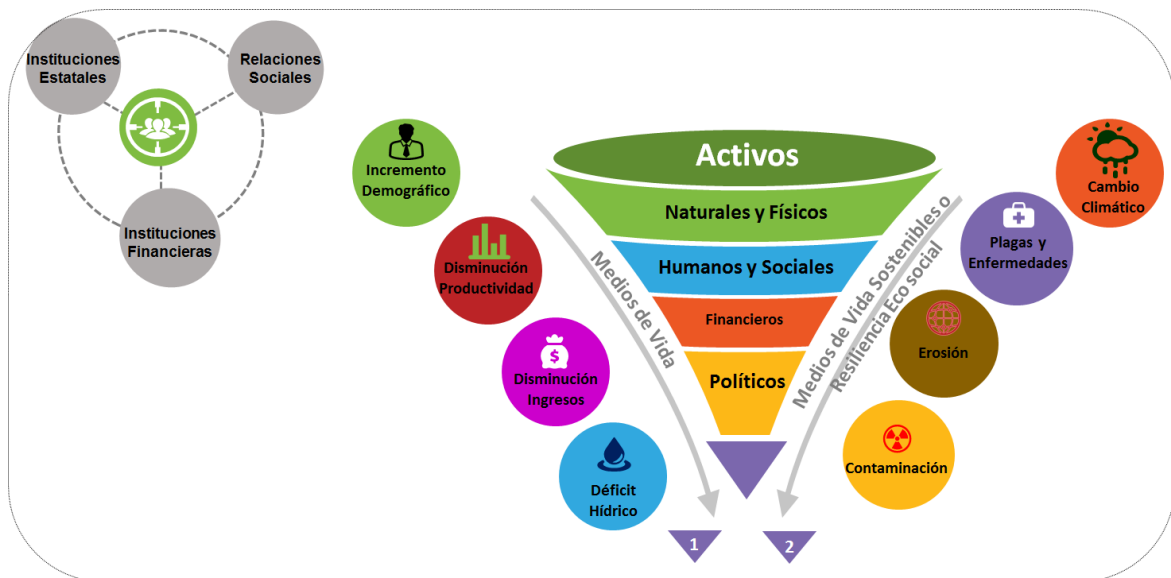 Instituciones
Estatales
Relaciones
Sociales
Instituciones
Financieras
Incremento
Demográfico
Disminución
Productividad
$
Disminución
Ingresos
Déficit
Hídrico
Activos
Naturales y Físicos
Humanos y Sociales
Financieros
Políticos
Medios de Vida
Medios de Vida Sostenibles o
Resiliencia Eco social
1
2
Cambio
Climático
Plagas y
Enfermedades
Erosión
Contaminación